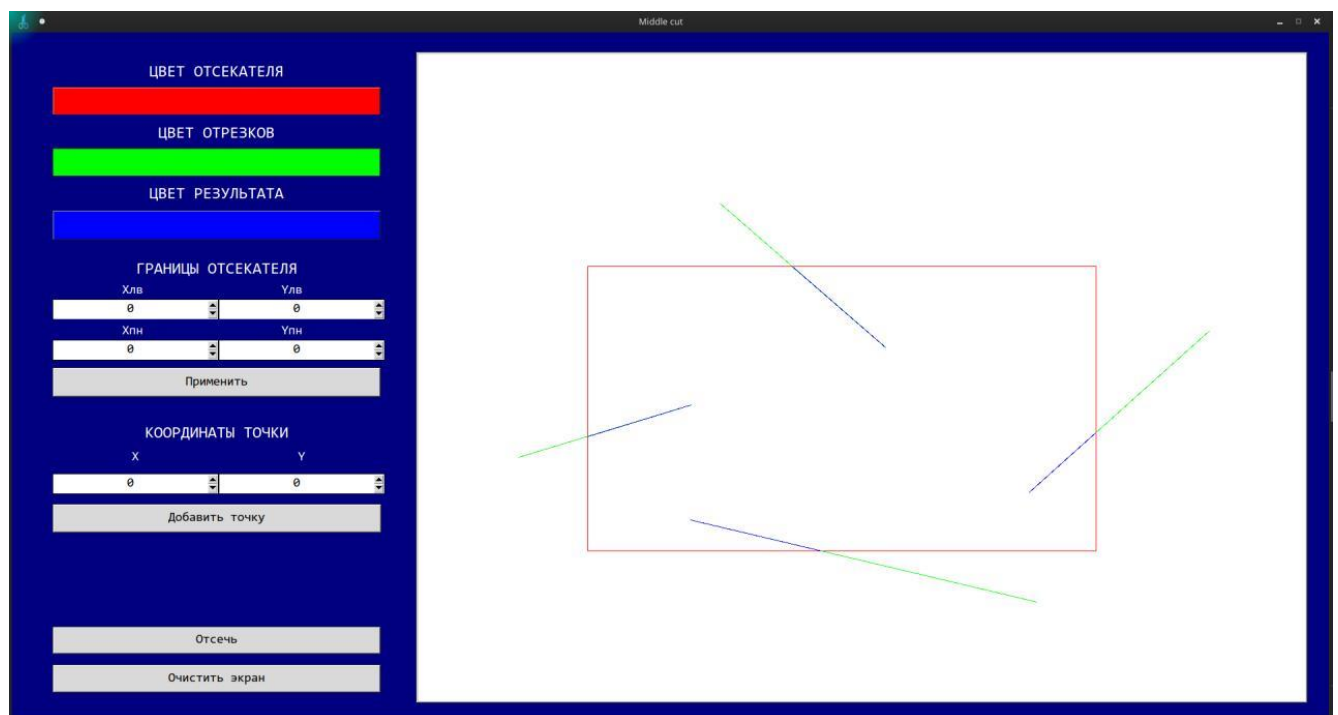 Middle cut
ЦВЕТ ОТСЕКАТЕЛЯ
ЦВЕТ ОТРЕЗКОВ
ЦВЕТ РЕЗУЛЬТАТА
ГРАНИЦЫ ОТСЕКАТЕЛЯ
Xлв Yлв
0 0
Xпн Yпн
0 0
Применить
КООРДИНАТЫ ТОЧКИ
X Y
0 0
Добавить точку
Отсечь
Очистить экран